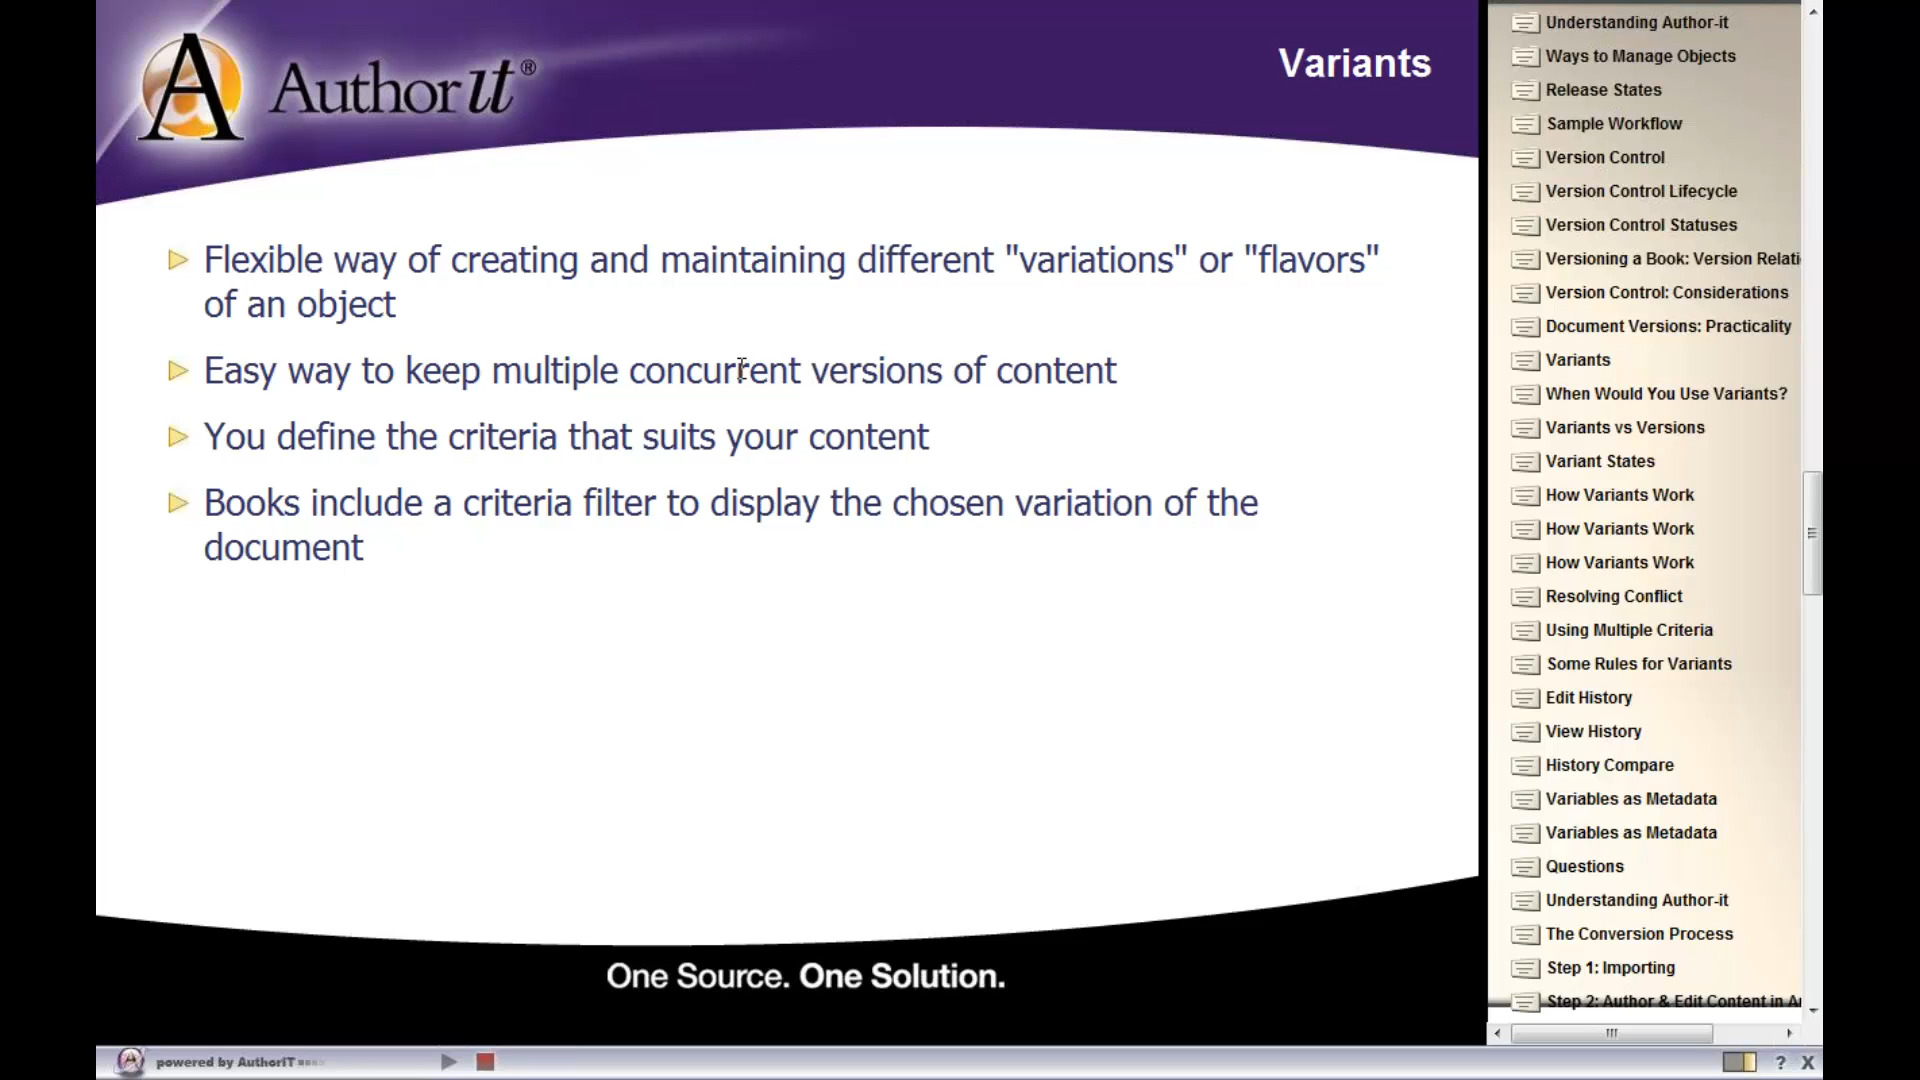 Authorit®
Variants
Flexible way of creating and maintaining different "variations" or "flavors"
of an object
Easy way to keep multiple concurrent versions of content
You define the criteria that suits your content
Books include a criteria filter to display the chosen variation of the
document
One Source. One Solution.
powered by AuthorIT
Understanding Author-it
Ways to Manage Objects
Release States
Sample Workflow
Version Control
Version Control Lifecycle
Version Control Statuses
Versioning a Book: Version Relati
Version Control: Considerations
Document Versions: Practicality
Variants
When Would You Use Variants?
Variants vs Versions
Variant States
How Variants Work
How Variants Work
How Variants Work
Resolving Conflict
Using Multiple Criteria
Some Rules for Variants
Edit History
View History
History Compare
Variables as Metadata
Variables as Metadata
Questions
Understanding Author-it
The Conversion Process
Step 1: Importing
Step 2: Author & Edit Content in A
? X